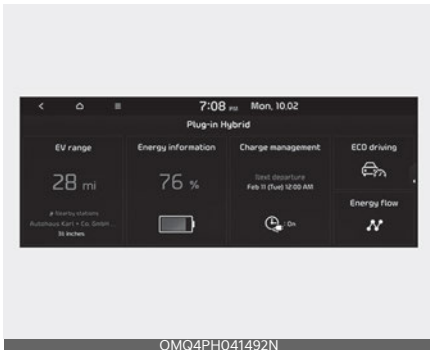 7:08 PM Mon, 10.02
Plug-in Hybrid
EV range
28 mi
Nearby stations
Autohaus Karl + Co. GmbH ...
36 inches
Energy information
76 %
Charge management
Next departure
Feb 11 (Tue) 12:00 AM
: On
ECO driving
Energy flow
OMQ4PH041492N